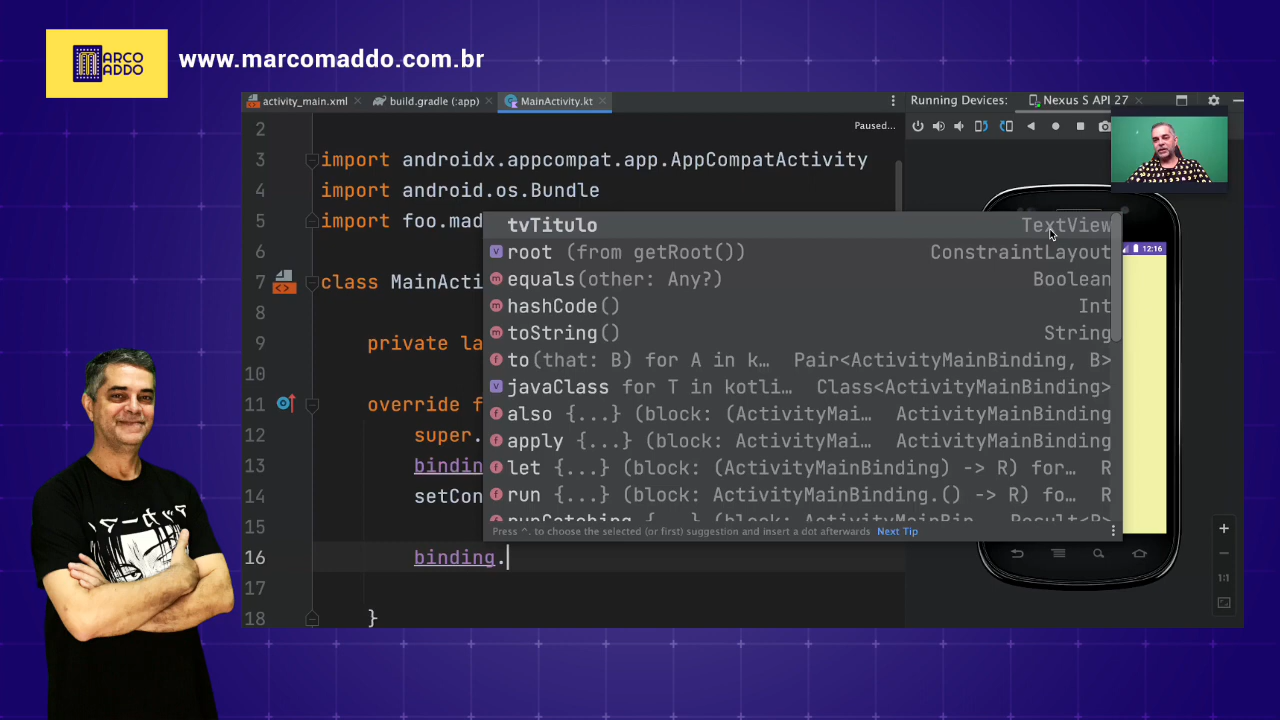 MARCO
MADDO
www.marcomaddo.com.br
activity_main.xml
build.gradle (:app)
MainActivity.kt
Running Devices:
Nexus S API 27
Paused...
2
3 import androidx.appcompat.app.AppCompatActivity
4 import android.os.Bundle
5 import foo.mad
6
7 class MainActi
8
9 private la
10
11 override f
12 super.
13 bindin
14 setCon
15
16 binding.
17
18 }
tvTitulo TextView
root (from getRoot()) ConstraintLayout
equals(other: Any?) Boolean
hashCode() Int
toString() String
to(that: B) for A in k… Pair<ActivityMainBinding, B>
javaClass for T in kotli… Class<ActivityMainBinding>
also {...} (block: (ActivityMai… ActivityMainBinding
apply {...} (block: ActivityMai… ActivityMainBinding
let {...} (block: (ActivityMainBinding) -> R) for… R
run {...} (block: ActivityMainBinding.() -> R) fo… R
runCatching {...} (block: ActivityMainBin… Result<R>
Press ^. to choose the selected (or first) suggestion and insert a dot afterwards Next Tip
12:16
1:1